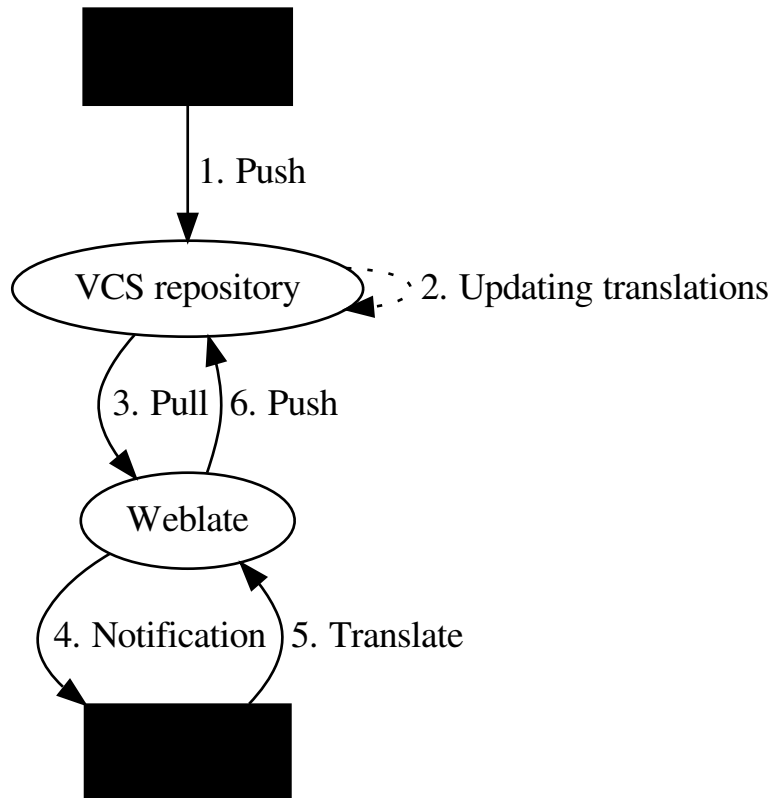 1. Push
VCS repository
2. Updating translations
3. Pull
6. Push
Weblate
4. Notification
5. Translate